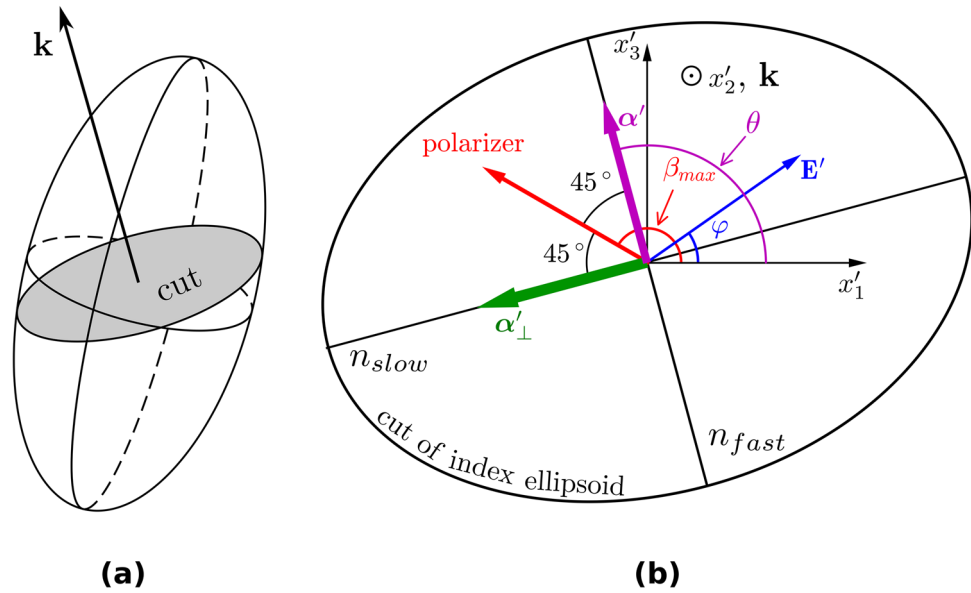 k
cut
(a)
x′₃
⊙ x′₂, k
α′
θ
polarizer
45°
β_max
E′
45°
φ
x′₁
α′_⊥
n_slow
n_fast
cut of index ellipsoid
(b)